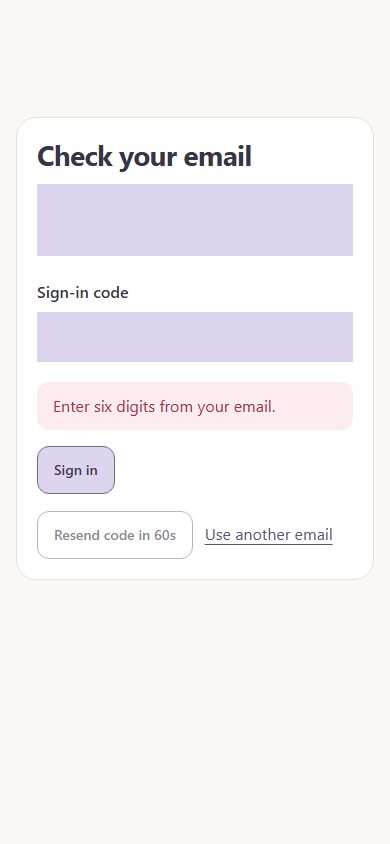 Check your email
Sign-in code
Enter six digits from your email.
Sign in
Resend code in 60s
Use another email